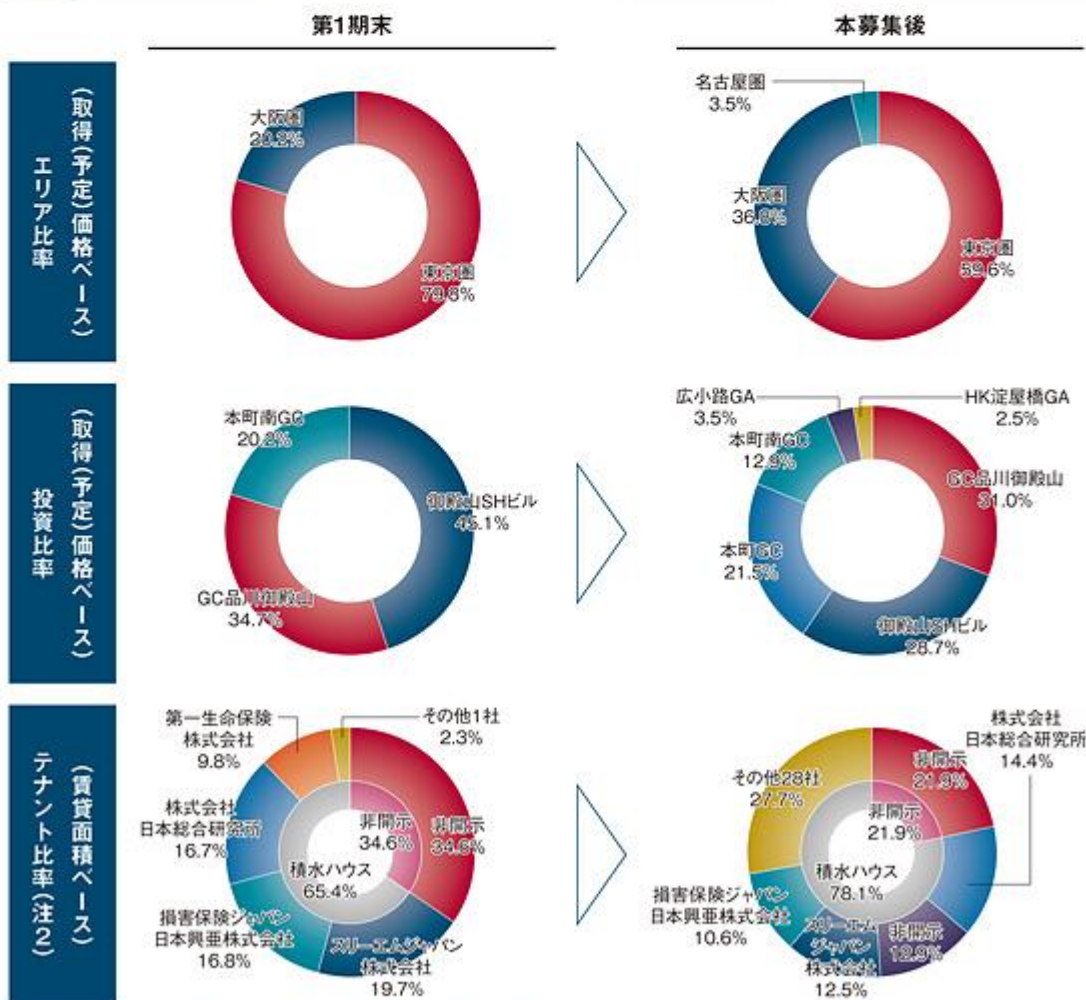 第1期末
本募集後
エリア比率
(取得(予定)価格ベース)
大阪圏
20.2%
東京圏
79.8%
名古屋圏
3.5%
大阪圏
36.8%
東京圏
59.6%
投資比率
(取得(予定)価格ベース)
本町南GC
20.2%
御殿山SHビル
45.1%
GC品川御殿山
34.7%
広小路GA
3.5%
HK淀屋橋GA
2.5%
本町南GC
12.9%
GC品川御殿山
31.0%
本町GC
21.5%
御殿山SHビル
28.7%
テナント比率(注2)
(賃貸面積ベース)
第一生命保険
株式会社
9.8%
その他1社
2.3%
株式会社
日本総合研究所
16.7%
非開示
34.6%
非開示
34.6%
積水ハウス
65.4%
損害保険ジャパン
日本興亜株式会社
16.8%
スリーエムジャパン
株式会社
19.7%
株式会社
日本総合研究所
14.4%
非開示
21.9%
その他28社
27.7%
非開示
21.9%
積水ハウス
78.1%
損害保険ジャパン
日本興亜株式会社
10.6%
スリーエム
ジャパン
株式会社
12.5%
非開示
12.9%